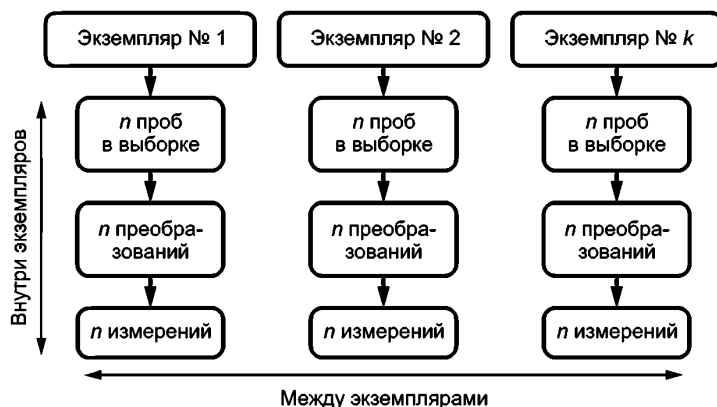 Экземпляр № 1
Экземпляр № 2
Экземпляр № k
n проб
в выборке
n проб
в выборке
n проб
в выборке
n преобра-
зований
n преобра-
зований
n преобра-
зований
n измерений
n измерений
n измерений
Внутри экземпляров
Между экземплярами